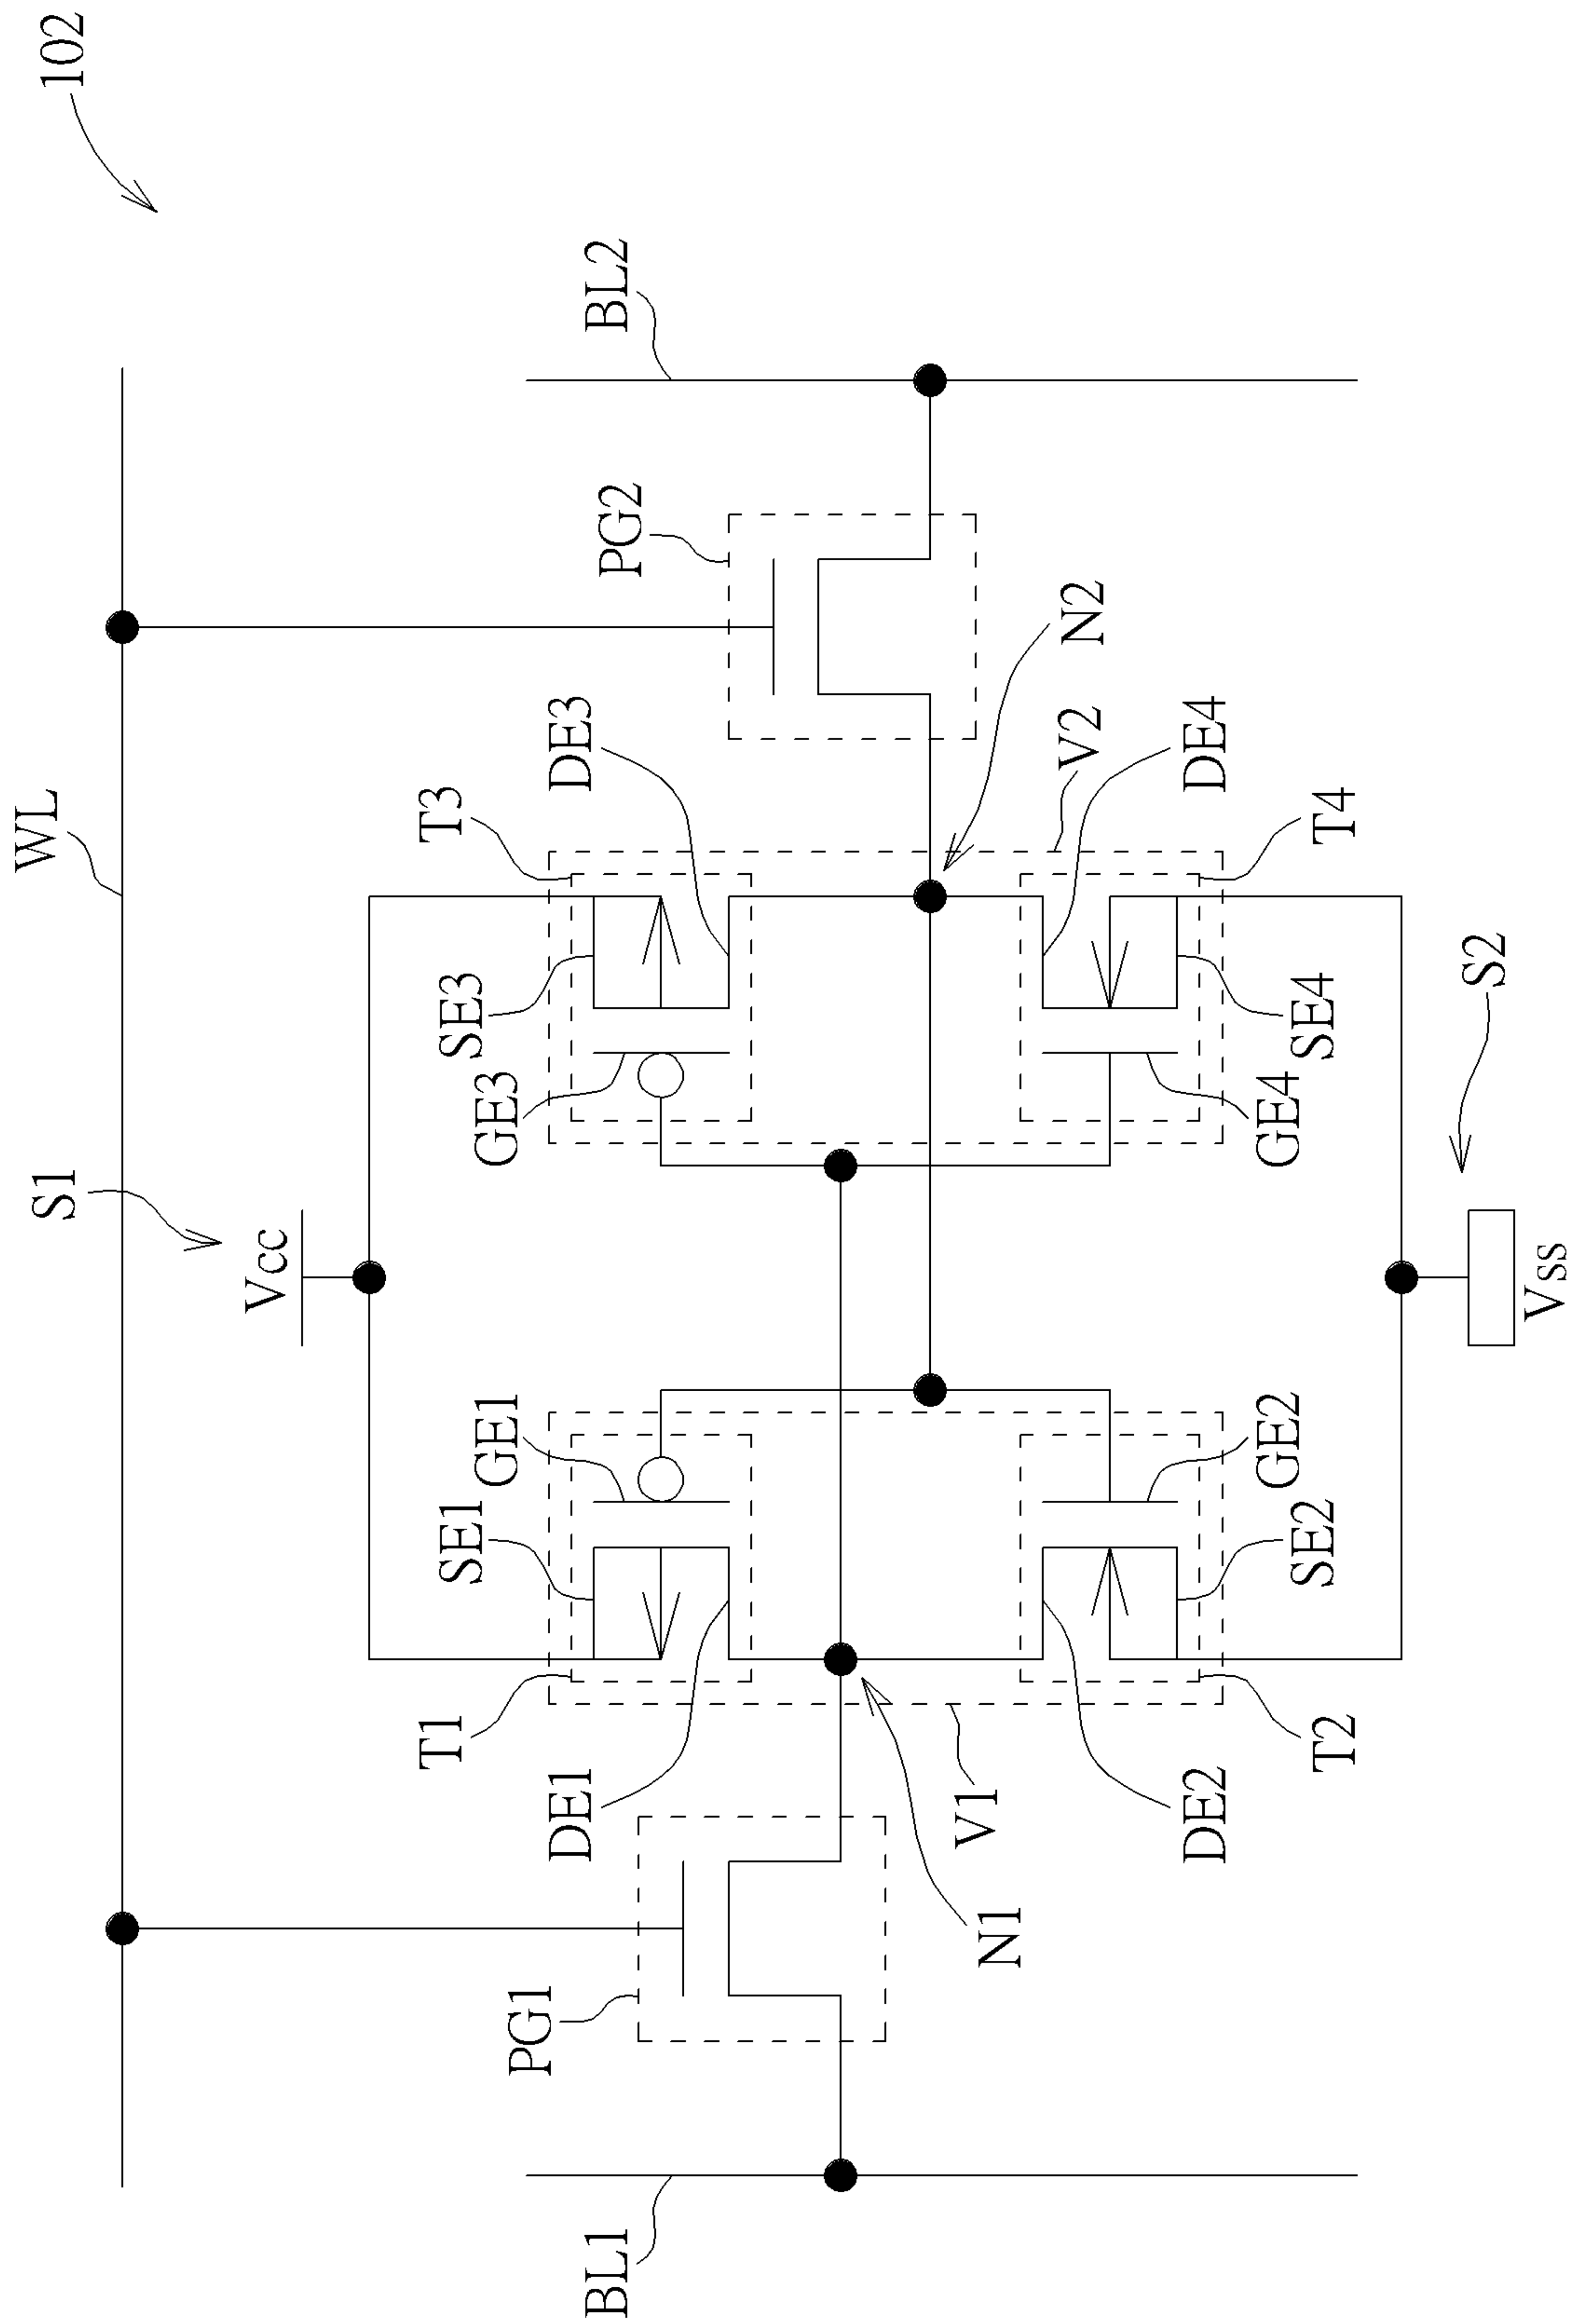 102
WL
S1
Vcc
BL1
BL2
PG1
PG2
T1
SE1
GE1
DE1
T3
SE3
GE3
DE3
N1
V1
N2
V2
DE2
GE2
SE2
T2
DE4
GE4
SE4
T4
S2
Vss